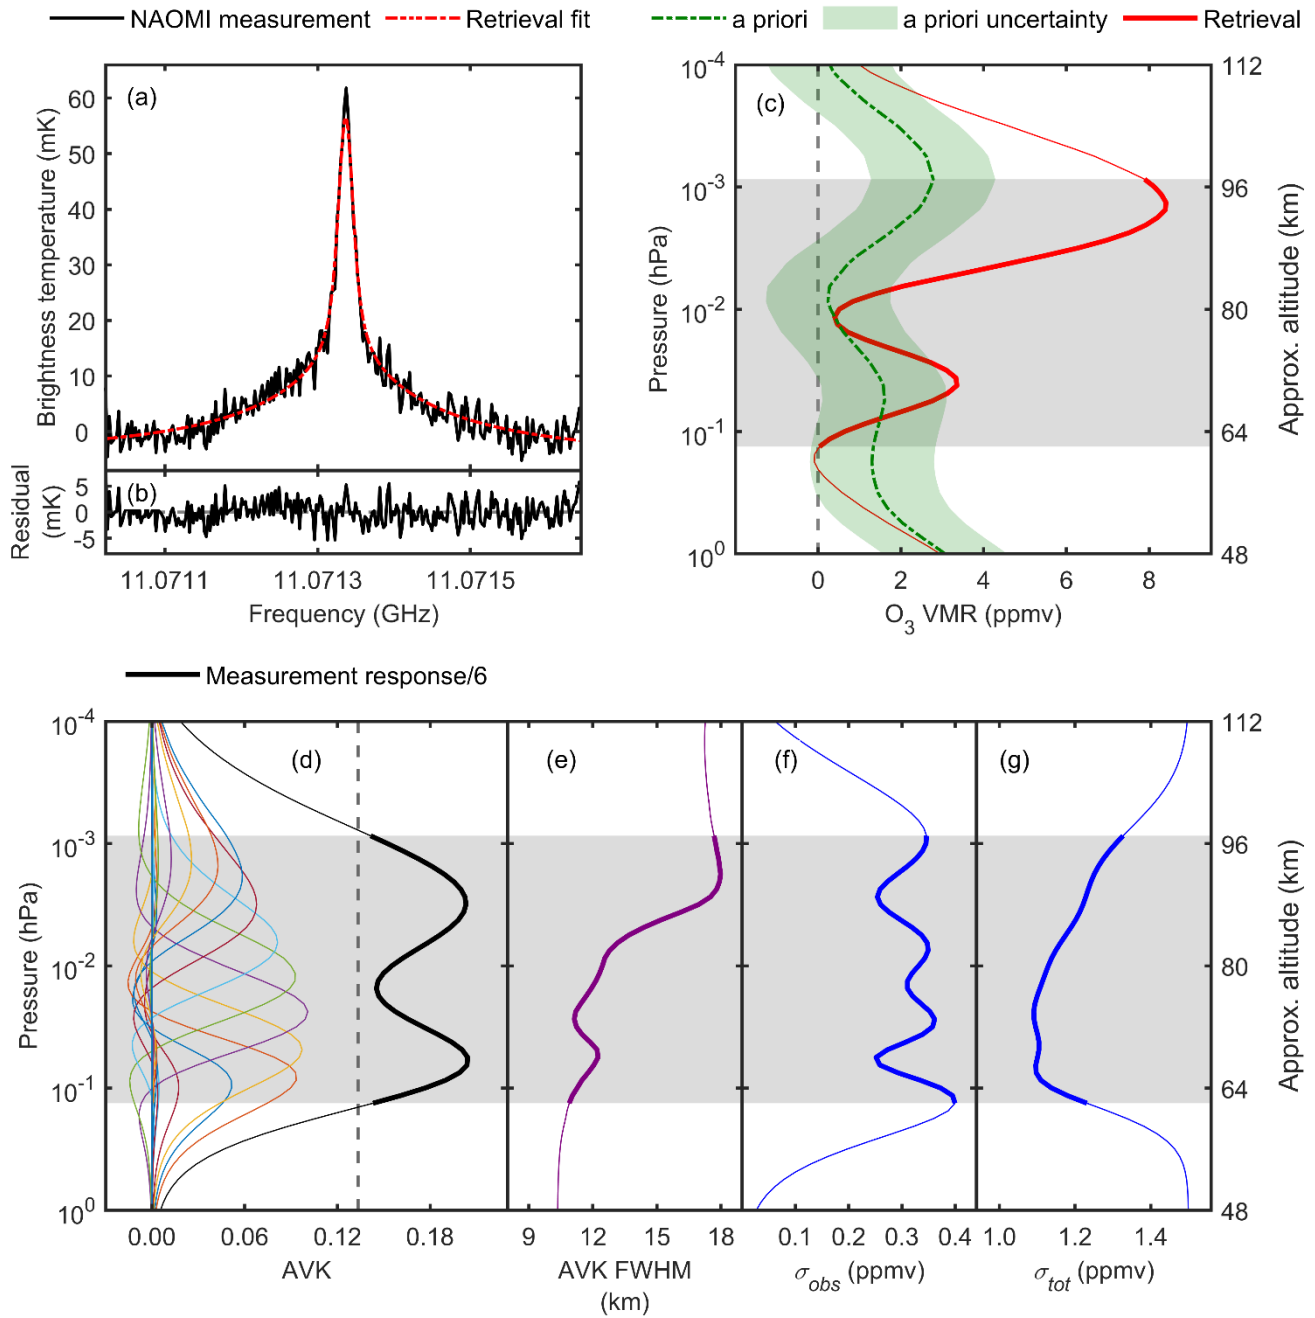 NAOMI measurement Retrieval fit a priori a priori uncertainty Retrieval
(a)
60
50
40
30
20
10
0
Brightness temperature (mK)
(b)
5
0
-5
Residual
(mK)
11.0711 11.0713 11.0715
Frequency (GHz)
(c)
10-4
10-3
10-2
10-1
100
Pressure (hPa)
112
96
80
64
48
Approx. altitude (km)
0 2 4 6 8
O3 VMR (ppmv)
Measurement response/6
10-4
10-3
10-2
10-1
100
Pressure (hPa)
(d) (e) (f) (g)
112
96
80
64
48
Approx. altitude (km)
0.00 0.06 0.12 0.18 9 12 15 18 0.1 0.2 0.3 0.4 1.0 1.2 1.4
AVK AVK FWHM σobs (ppmv) σtot (ppmv)
(km)